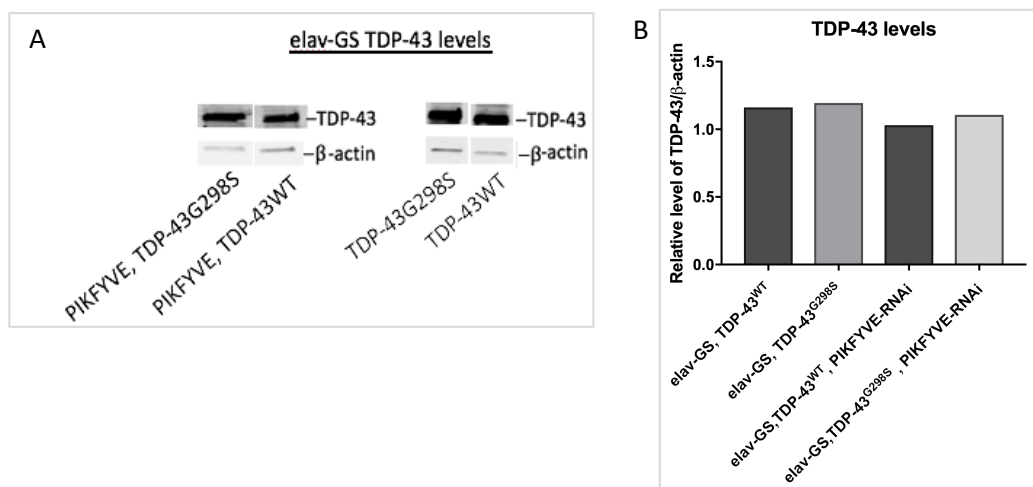 A
elav-GS TDP-43 levels
–TDP-43
–β-actin
–TDP-43
–β-actin
PIKFYVE, TDP-43G298S
PIKFYVE, TDP-43WT
TDP-43G298S
TDP-43WT
B
TDP-43 levels
Relative level of TDP-43/β-actin
1.5
1.0
0.5
0.0
elav-GS, TDP-43WT
elav-GS, TDP-43G298S
elav-GS,TDP-43WT, PIKFYVE-RNAi
elav-GS,TDP-43G298S , PIKFYVE-RNAi